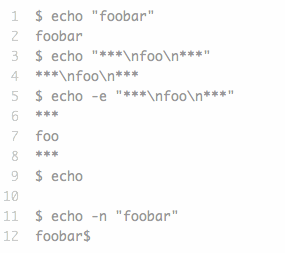 1 $ echo "foobar"
2 foobar
3 $ echo "***\nfoo\n***"
4 ***\nfoo\n***
5 $ echo -e "***\nfoo\n***"
6 ***
7 foo
8 ***
9 $ echo
10
11 $ echo -n "foobar"
12 foobar$